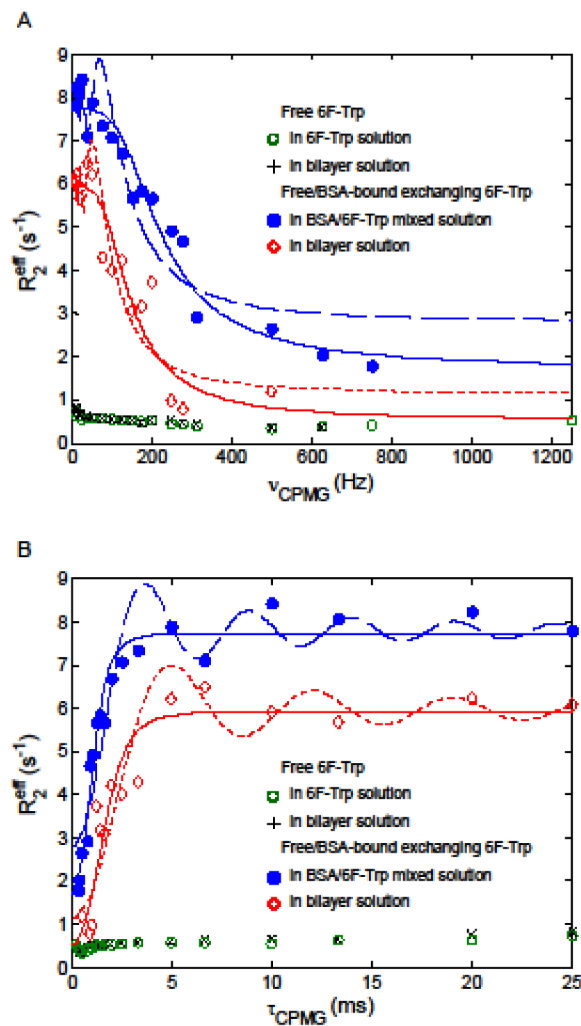 A
9
8
7
6
5
4
3
2
1
0
Free 6F-Trp
In 6F-Trp solution
In bilayer solution
Free/BSA-bound exchanging 6F-Trp
In BSA/6F-Trp mixed solution
In bilayer solution
R2eff (s-1)
0 200 400 600 800 1000 1200
νCPMG (Hz)
B
9
8
7
6
5
4
3
2
1
0
Free 6F-Trp
In 6F-Trp solution
In bilayer solution
Free/BSA-bound exchanging 6F-Trp
In BSA/6F-Trp mixed solution
In bilayer solution
R2eff (s-1)
0 5 10 15 20 25
τCPMG (ms)